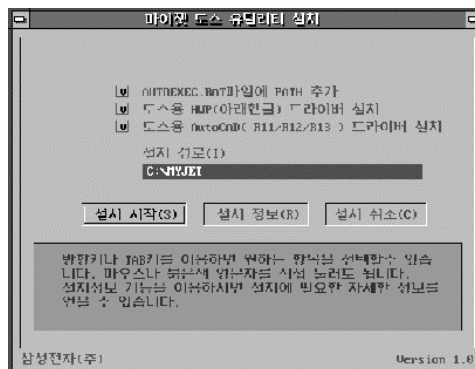 마이젯 도스 유틸리티 설치
AUTOEXEC.BAT파일에 PATH 추가
도스용 HWP(아래한글) 드라이버 설치
도스용 AutoCAD( R11/R12/R13 ) 드라이버 설치
설치 경로(I)
C:\MYJET
설치 시작(S) 설치 정보(R) 설치 취소(C)
방향키나 TAB키를 이용하면 원하는 항목을 선택할수 있습
니다. 마우스나 붉은색 영문자를 직접 눌러도 됩니다.
설치정보 기능을 이용하시면 설치에 필요한 자세한 정보를
얻을 수 있습니다.
삼성전자(주) Version 1.0